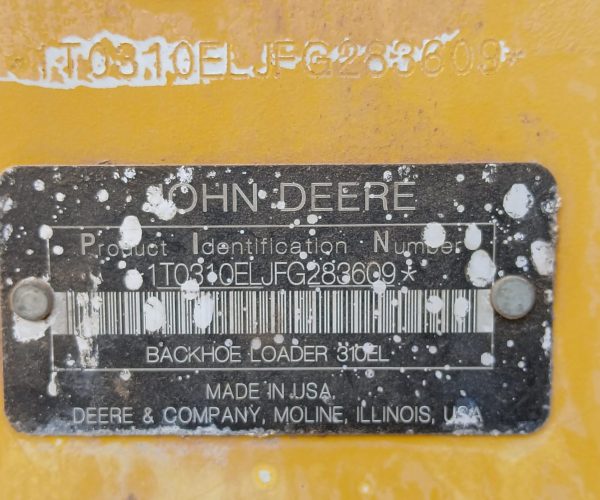 1T0310ELJFG283609*
JOHN DEERE
Product Identification Number
1T0310ELJFG283609*
BACKHOE LOADER 310EL
MADE IN USA
DEERE & COMPANY, MOLINE, ILLINOIS, USA